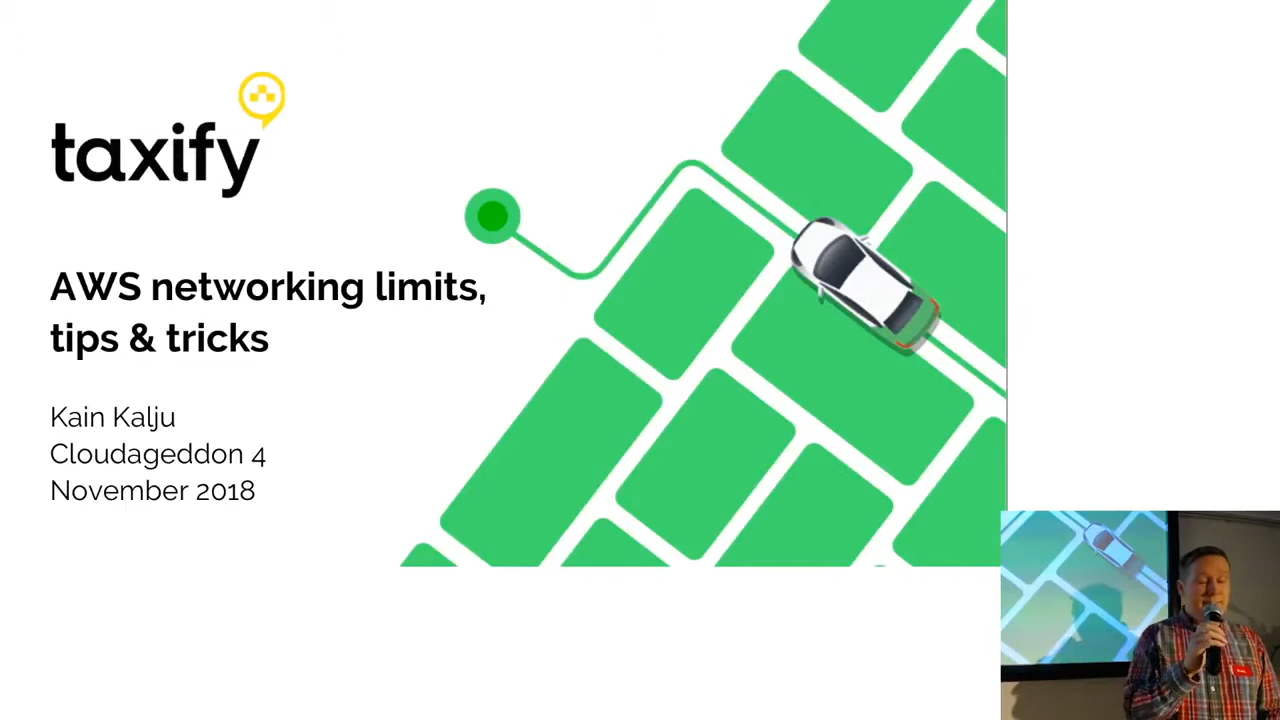 taxify
AWS networking limits,
tips & tricks
Kain Kalju
Cloudageddon 4
November 2018